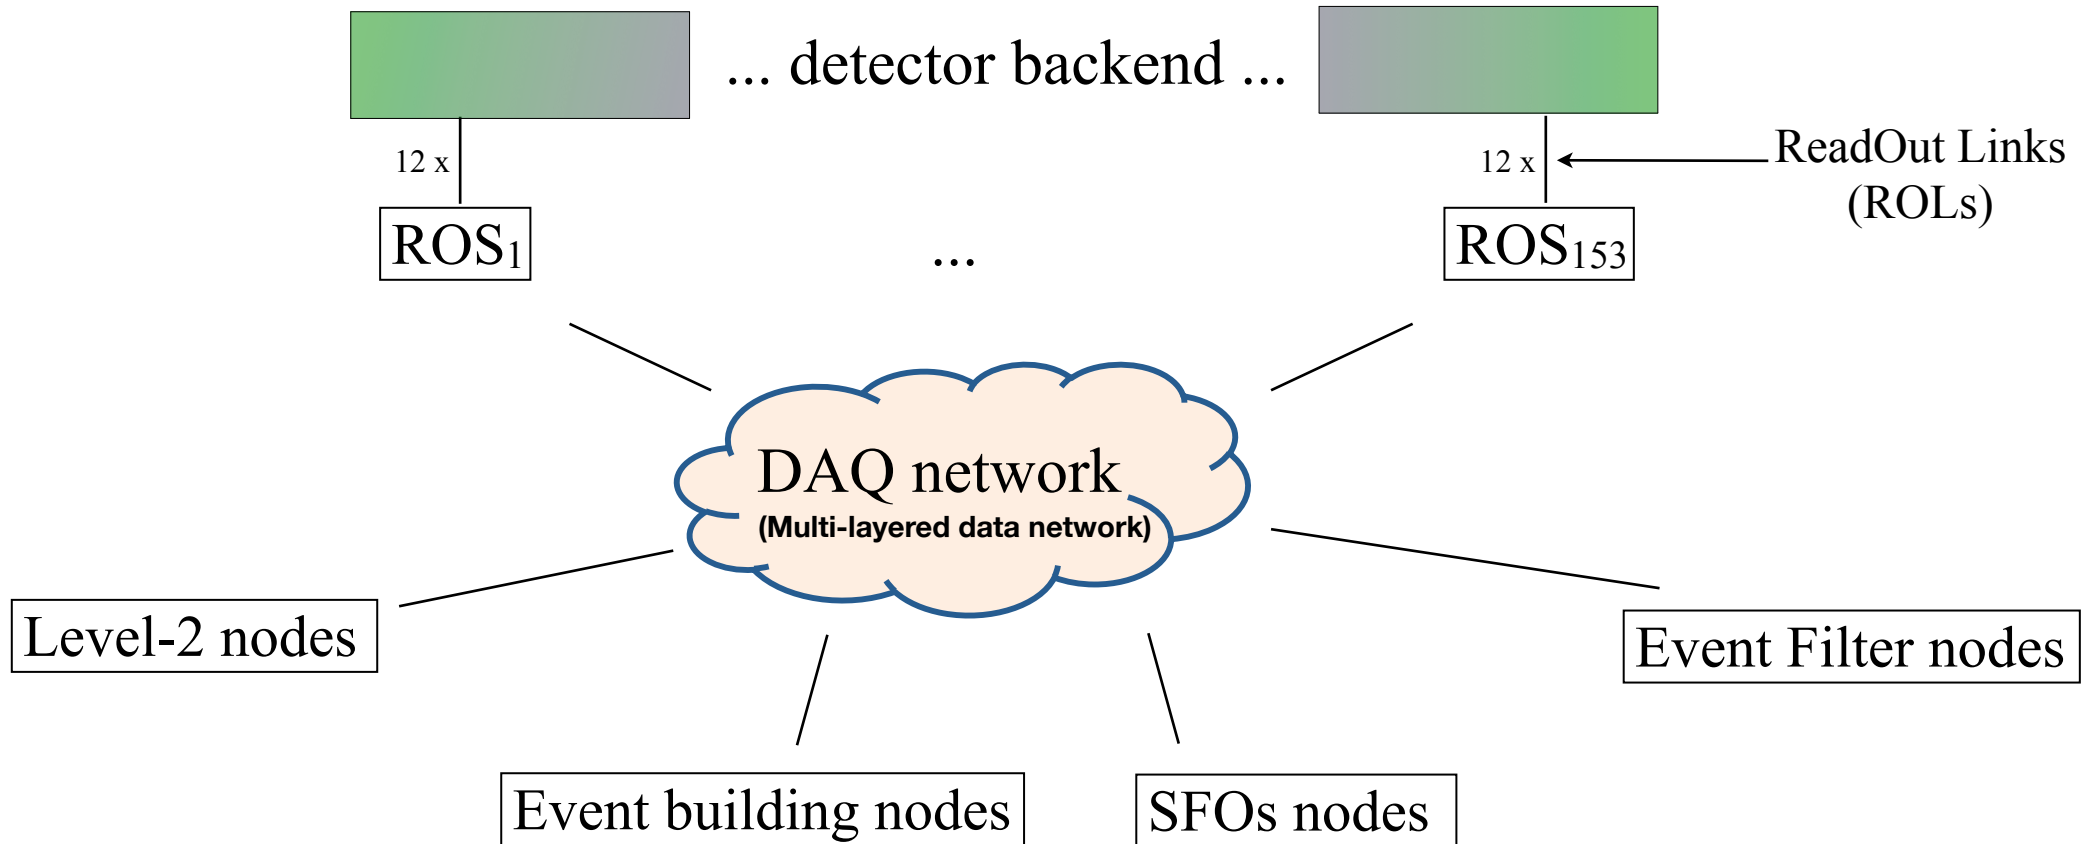 ... detector backend ...
12 x
12 x
ReadOut Links
(ROLs)
ROS₁
...
ROS₁₅₃
DAQ network
(Multi-layered data network)
Level-2 nodes
Event Filter nodes
Event building nodes
SFOs nodes